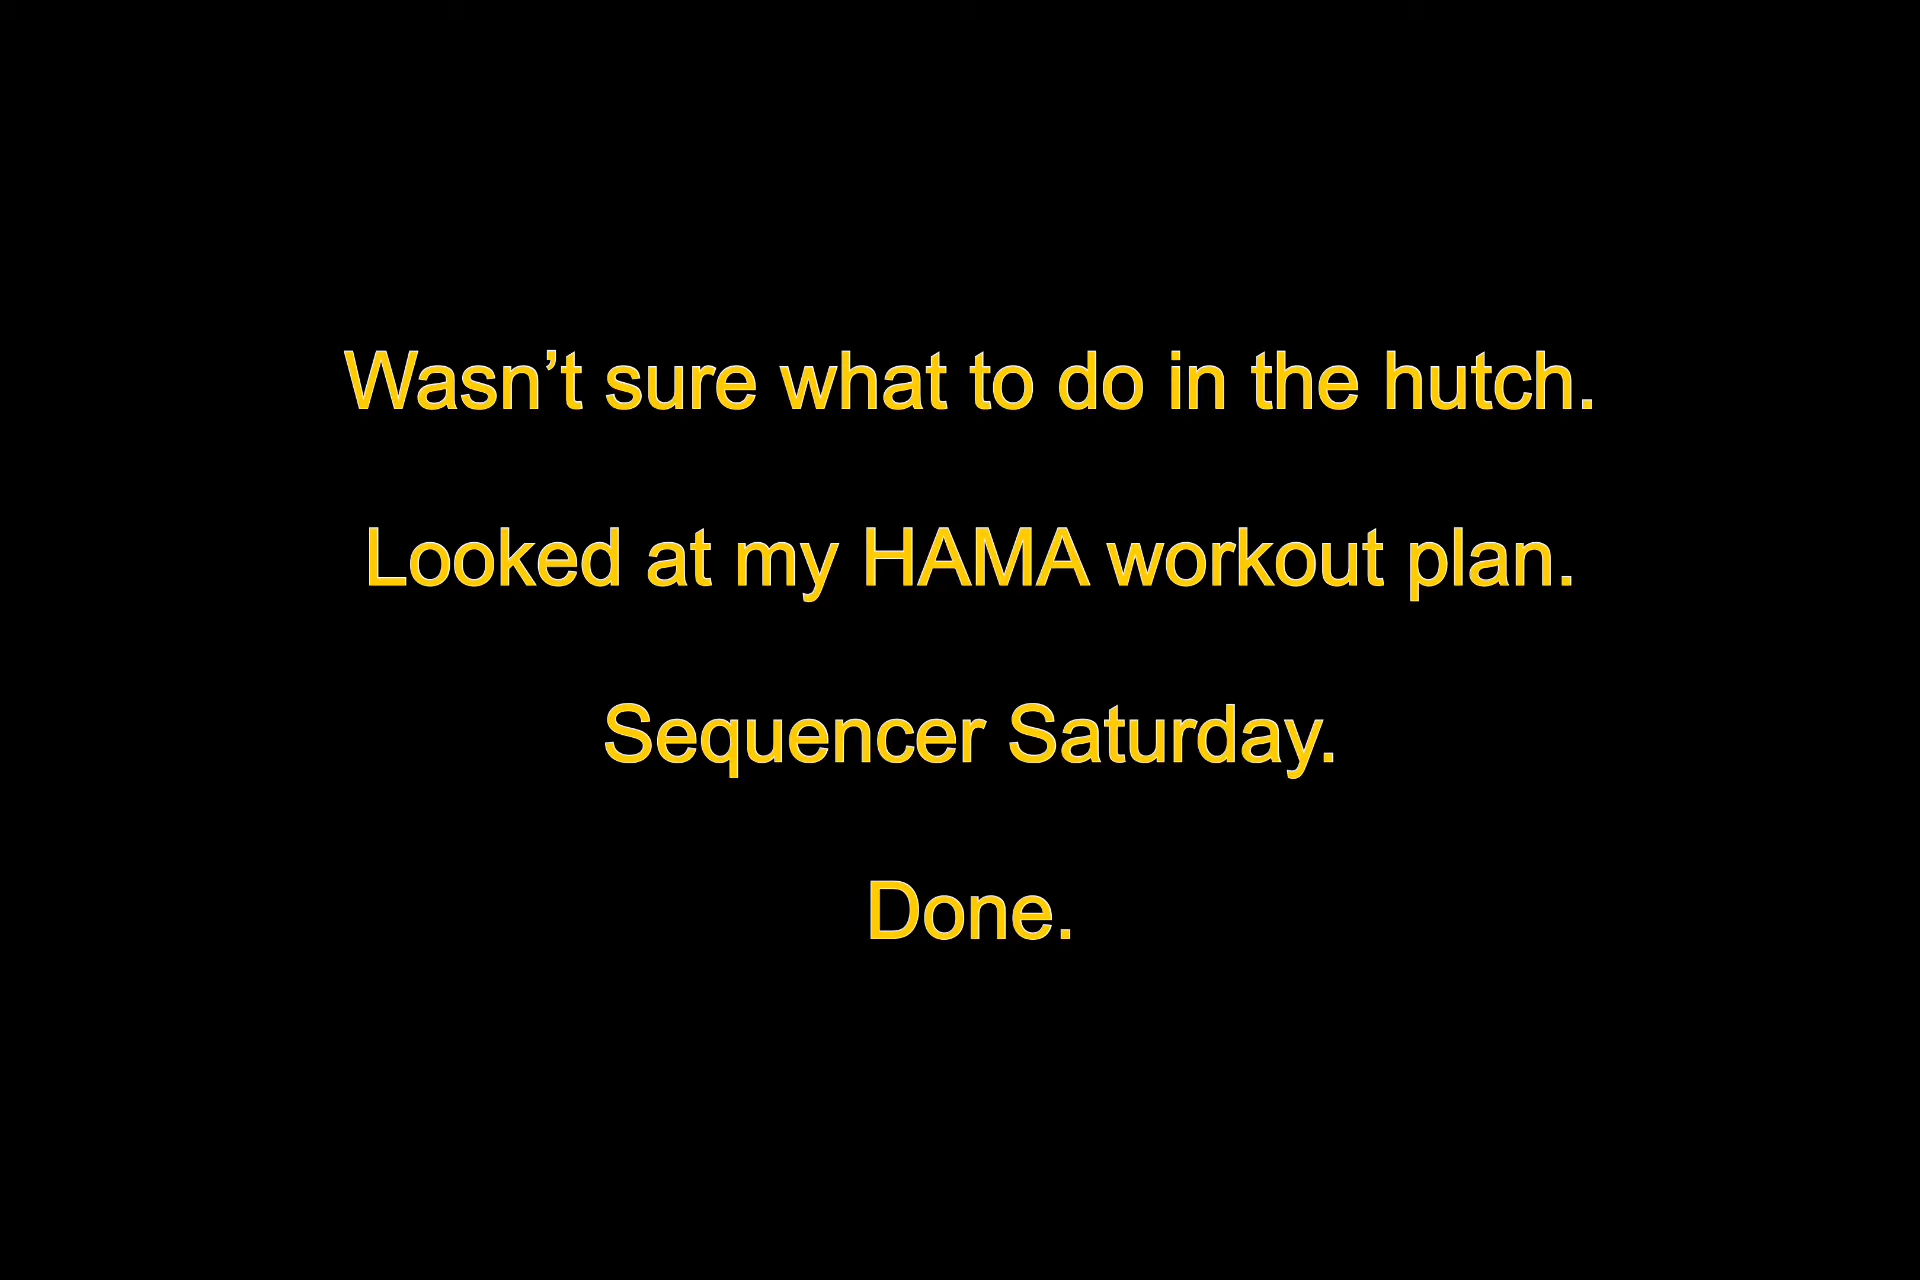 Wasn’t sure what to do in the hutch.
Looked at my HAMA workout plan.
Sequencer Saturday.
Done.